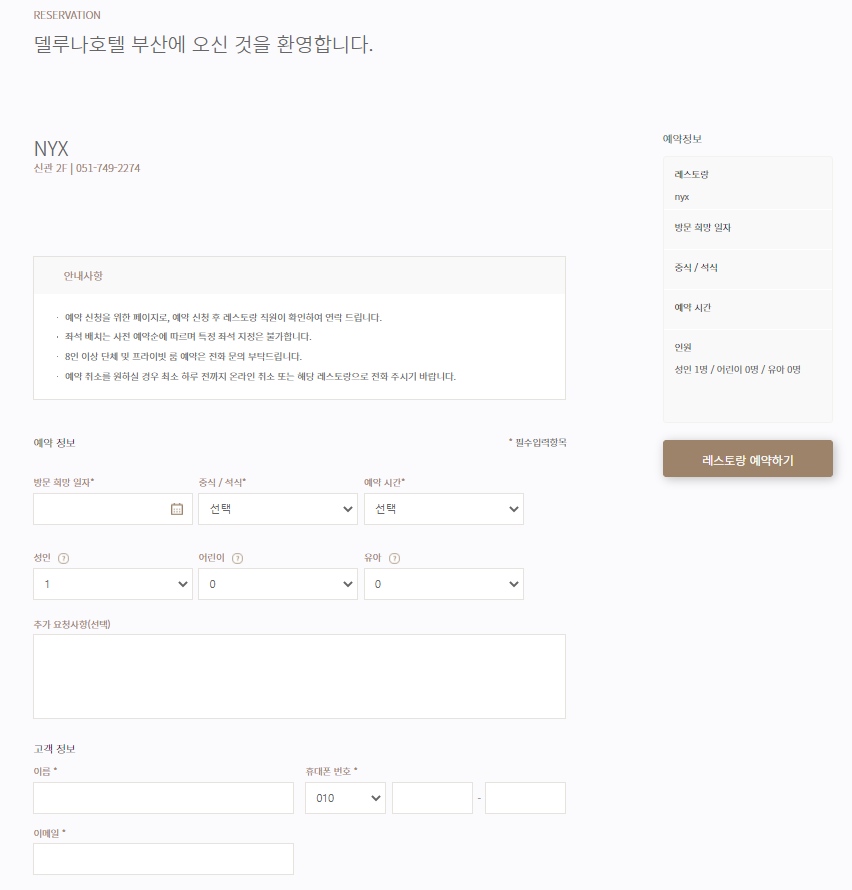 RESERVATION
델루나호텔 부산에 오신 것을 환영합니다.
NYX
신관 2F | 051-749-2274
안내사항
· 예약 신청을 위한 페이지로, 예약 신청 후 레스토랑 직원이 확인하여 연락 드립니다.
· 좌석 배치는 사전 예약순에 따르며 특정 좌석 지정은 불가합니다.
· 8인 이상 단체 및 프라이빗 룸 예약은 전화 문의 부탁드립니다.
· 예약 취소를 원하실 경우 최소 하루 전까지 온라인 취소 또는 해당 레스토랑으로 전화 주시기 바랍니다.
예약 정보
* 필수입력항목
방문 희망 일자* 중식 / 석식* 예약 시간*
선택 선택
성인 ? 어린이 ? 유아 ?
1 0 0
추가 요청사항(선택)
고객 정보
이름 * 휴대폰 번호 *
010 -
이메일 *
예약정보
레스토랑
nyx
방문 희망 일자
중식 / 석식
예약 시간
인원
성인 1명 / 어린이 0명 / 유아 0명
레스토랑 예약하기